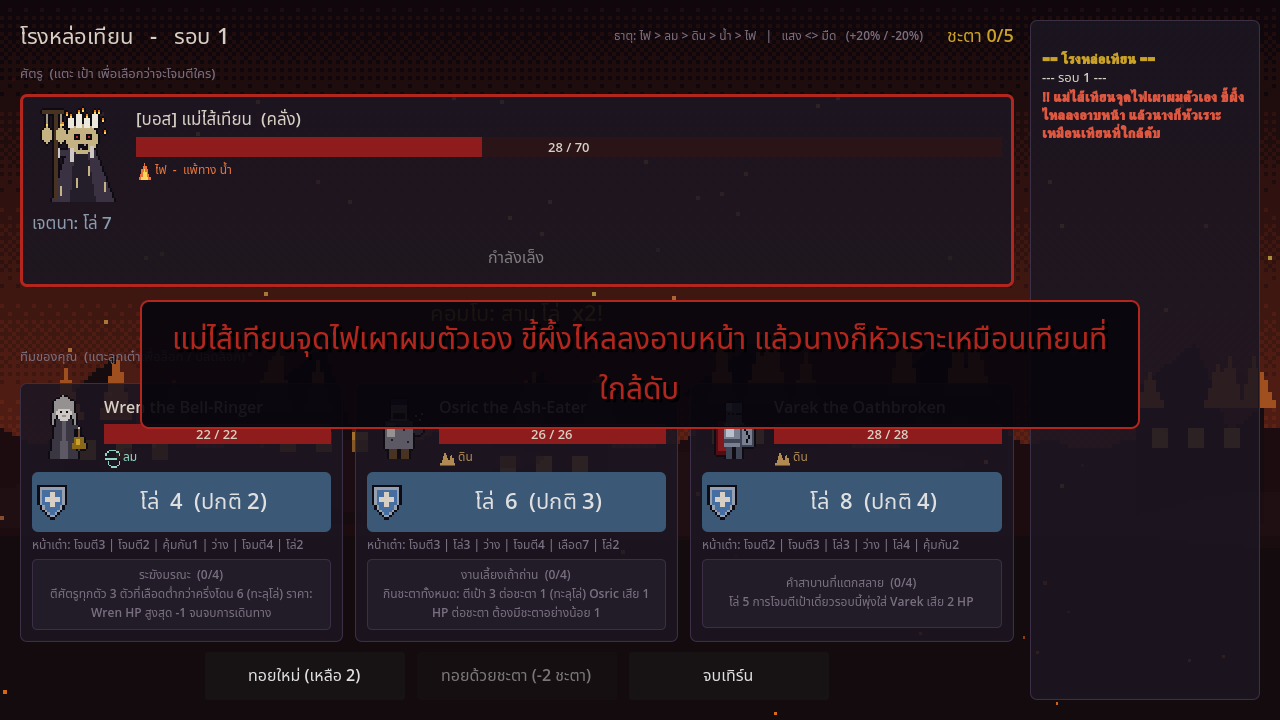 โรงหล่อเทียน - รอบ 1
ธาตุ: ไฟ > ลม > ดิน > น้ำ > ไฟ | แสง <> มืด (+20% / -20%)
ชะตา 0/5
ศัตรู (แตะ เป้า เพื่อเลือกว่าจะโจมตีใคร)
[บอส] แม่ไส้เทียน (คลั่ง)
28 / 70
ไฟ - แพ้ทาง น้ำ
เจตนา: โล่ 7
กำลังเล็ง
== โรงหล่อเทียน ==
--- รอบ 1 ---
!! แม่ไส้เทียนจุดไฟเผาผมตัวเอง ขี้ผึ้ง
ไหลลงอาบหน้า แล้วนางก็หัวเราะ
เหมือนเทียนที่ใกล้ดับ
คอมโบ: สาม โล่ x2!
แม่ไส้เทียนจุดไฟเผาผมตัวเอง ขี้ผึ้งไหลลงอาบหน้า แล้วนางก็หัวเราะเหมือนเทียนที่
ใกล้ดับ
ทีมของคุณ (แตะลูกเต๋า
Wren the Bell-Ringer
22 / 22
ลม
โล่ 4 (ปกติ 2)
หน้าเต๋า: โจมตี3 | โจมตี2 | คุ้มกัน1 | ว่าง | โจมตี4 | โล่2
ระฆังมรณะ (0/4)
ตีศัตรูทุกตัว 3 ตัวที่เลือดต่ำกว่าครึ่งโดน 6 (ทะลุโล่) ราคา:
Wren HP สูงสุด -1 จนจบการเดินทาง
Osric the Ash-Eater
26 / 26
ดิน
โล่ 6 (ปกติ 3)
หน้าเต๋า: โจมตี3 | โล่3 | ว่าง | โจมตี4 | เลือด7 | โล่2
งานเลี้ยงเถ้าถ่าน (0/4)
กินชะตาทั้งหมด: ตีเป้า 3 ต่อชะตา 1 (ทะลุโล่) Osric เสีย 1
HP ต่อชะตา ต้องมีชะตาอย่างน้อย 1
Varek the Oathbroken
28 / 28
ดิน
โล่ 8 (ปกติ 4)
หน้าเต๋า: โจมตี2 | โจมตี3 | โล่3 | ว่าง | โล่4 | คุ้มกัน2
คำสาบานที่แตกสลาย (0/4)
โล่ 5 การโจมตีเป้าเดี่ยวรอบนี้พุ่งใส่ Varek เสีย 2 HP
ทอยใหม่ (เหลือ 2)
ทอยด้วยชะตา (-2 ชะตา)
จบเทิร์น